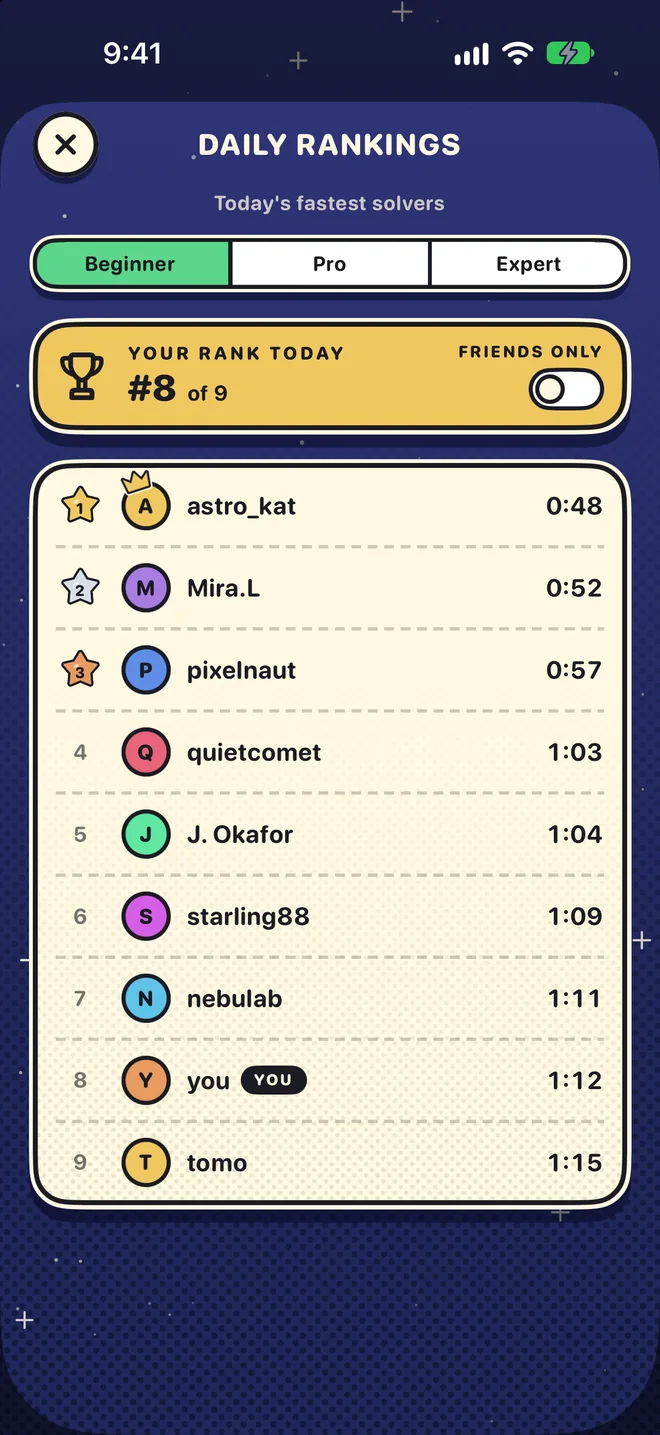 9:41
DAILY RANKINGS
Today's fastest solvers
Beginner Pro Expert
YOUR RANK TODAY
#8 of 9
FRIENDS ONLY
1 A astro_kat 0:48
2 M Mira.L 0:52
3 P pixelnaut 0:57
4 Q quietcomet 1:03
5 J J. Okafor 1:04
6 S starling88 1:09
7 N nebulab 1:11
8 Y you YOU 1:12
9 T tomo 1:15